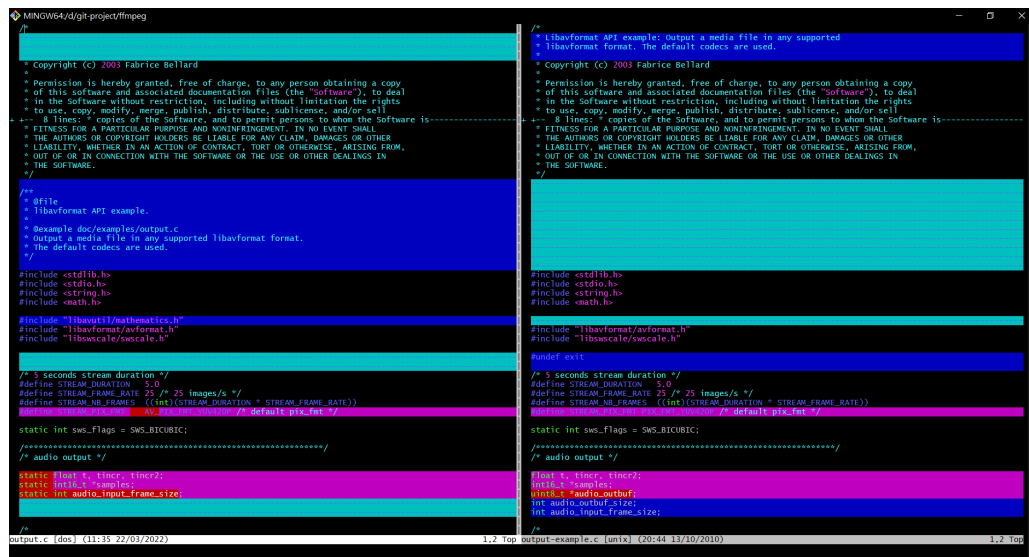 MINGW64:/d/git-project/ffmpeg
/*
* Copyright (c) 2003 Fabrice Bellard
*
* Permission is hereby granted, free of charge, to any person obtaining a copy
* of this software and associated documentation files (the "Software"), to deal
* in the Software without restriction, including without limitation the rights
* to use, copy, modify, merge, publish, distribute, sublicense, and/or sell
+ +-- 8 lines: * copies of the Software, and to permit persons to whom the Software is
* FITNESS FOR A PARTICULAR PURPOSE AND NONINFRINGEMENT. IN NO EVENT SHALL
* THE AUTHORS OR COPYRIGHT HOLDERS BE LIABLE FOR ANY CLAIM, DAMAGES OR OTHER
* LIABILITY, WHETHER IN AN ACTION OF CONTRACT, TORT OR OTHERWISE, ARISING FROM,
* OUT OF OR IN CONNECTION WITH THE SOFTWARE OR THE USE OR OTHER DEALINGS IN
* THE SOFTWARE.
*/
/**
* @file
* libavformat API example.
*
* @example doc/examples/output.c
* Output a media file in any supported libavformat format.
* The default codecs are used.
*/
#include <stdlib.h>
#include <stdio.h>
#include <string.h>
#include <math.h>
#include "libavutil/mathematics.h"
#include "libavformat/avformat.h"
#include "libswscale/swscale.h"
/* 5 seconds stream duration */
#define STREAM_DURATION 5.0
#define STREAM_FRAME_RATE 25 /* 25 images/s */
#define STREAM_NB_FRAMES ((int)(STREAM_DURATION * STREAM_FRAME_RATE))
#define STREAM_PIX_FMT AV_PIX_FMT_YUV420P /* default pix_fmt */
static int sws_flags = SWS_BICUBIC;
/**************************************************************/
/* audio output */
static float t, tincr, tincr2;
static int16_t *samples;
static int audio_input_frame_size;
/*
output.c [dos] (11:35 22/03/2022) 1,2 Top
/*
* Libavformat API example: Output a media file in any supported
* libavformat format. The default codecs are used.
*
* Copyright (c) 2003 Fabrice Bellard
*
* Permission is hereby granted, free of charge, to any person obtaining a copy
* of this software and associated documentation files (the "Software"), to deal
* in the Software without restriction, including without limitation the rights
* to use, copy, modify, merge, publish, distribute, sublicense, and/or sell
+ +-- 8 lines: * copies of the Software, and to permit persons to whom the Software is
* FITNESS FOR A PARTICULAR PURPOSE AND NONINFRINGEMENT. IN NO EVENT SHALL
* THE AUTHORS OR COPYRIGHT HOLDERS BE LIABLE FOR ANY CLAIM, DAMAGES OR OTHER
* LIABILITY, WHETHER IN AN ACTION OF CONTRACT, TORT OR OTHERWISE, ARISING FROM,
* OUT OF OR IN CONNECTION WITH THE SOFTWARE OR THE USE OR OTHER DEALINGS IN
* THE SOFTWARE.
*/
#include <stdlib.h>
#include <stdio.h>
#include <string.h>
#include <math.h>
#include "libavformat/avformat.h"
#include "libswscale/swscale.h"
#undef exit
/* 5 seconds stream duration */
#define STREAM_DURATION 5.0
#define STREAM_FRAME_RATE 25 /* 25 images/s */
#define STREAM_NB_FRAMES ((int)(STREAM_DURATION * STREAM_FRAME_RATE))
#define STREAM_PIX_FMT PIX_FMT_YUV420P /* default pix_fmt */
static int sws_flags = SWS_BICUBIC;
/**************************************************************/
/* audio output */
float t, tincr, tincr2;
int16_t *samples;
uint8_t *audio_outbuf;
int audio_outbuf_size;
int audio_input_frame_size;
/*
output-example.c [unix] (20:44 13/10/2010) 1,2 Top